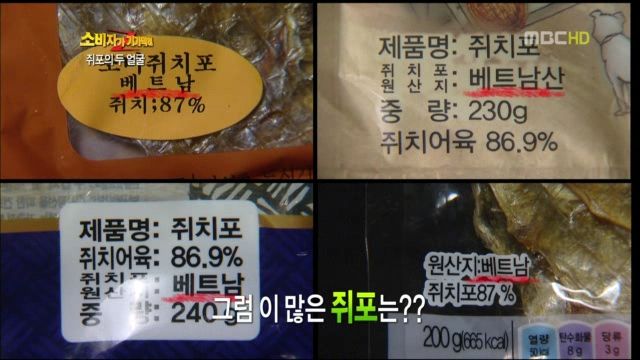 소비자가 기가막혀
쥐포의 두 얼굴
MBC HD
쥐치포
베트남
쥐치;87%
제품명: 쥐치포
쥐치포
원산지: 베트남산
중 량: 230g
쥐치어육 86.9%
제품명: 쥐치포
쥐치어육: 86.9%
쥐치포
원산지: 베트남
중 량: 240g
원산지:베트남
쥐치포87%
200g(665kcal)
열량
탄수화물
8g
당류
3g
그럼 이 많은 쥐포는??